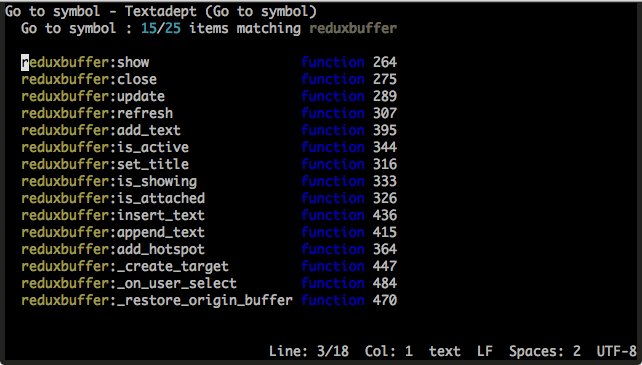 Go to symbol - Textadept (Go to symbol)
Go to symbol : 15/25 items matching reduxbuffer
reduxbuffer:show function 264
reduxbuffer:close function 275
reduxbuffer:update function 289
reduxbuffer:refresh function 307
reduxbuffer:add_text function 395
reduxbuffer:is_active function 344
reduxbuffer:set_title function 316
reduxbuffer:is_showing function 333
reduxbuffer:is_attached function 326
reduxbuffer:insert_text function 436
reduxbuffer:append_text function 415
reduxbuffer:add_hotspot function 364
reduxbuffer:_create_target function 447
reduxbuffer:_on_user_select function 484
reduxbuffer:_restore_origin_buffer function 470
Line: 3/18 Col: 1 text LF Spaces: 2 UTF-8